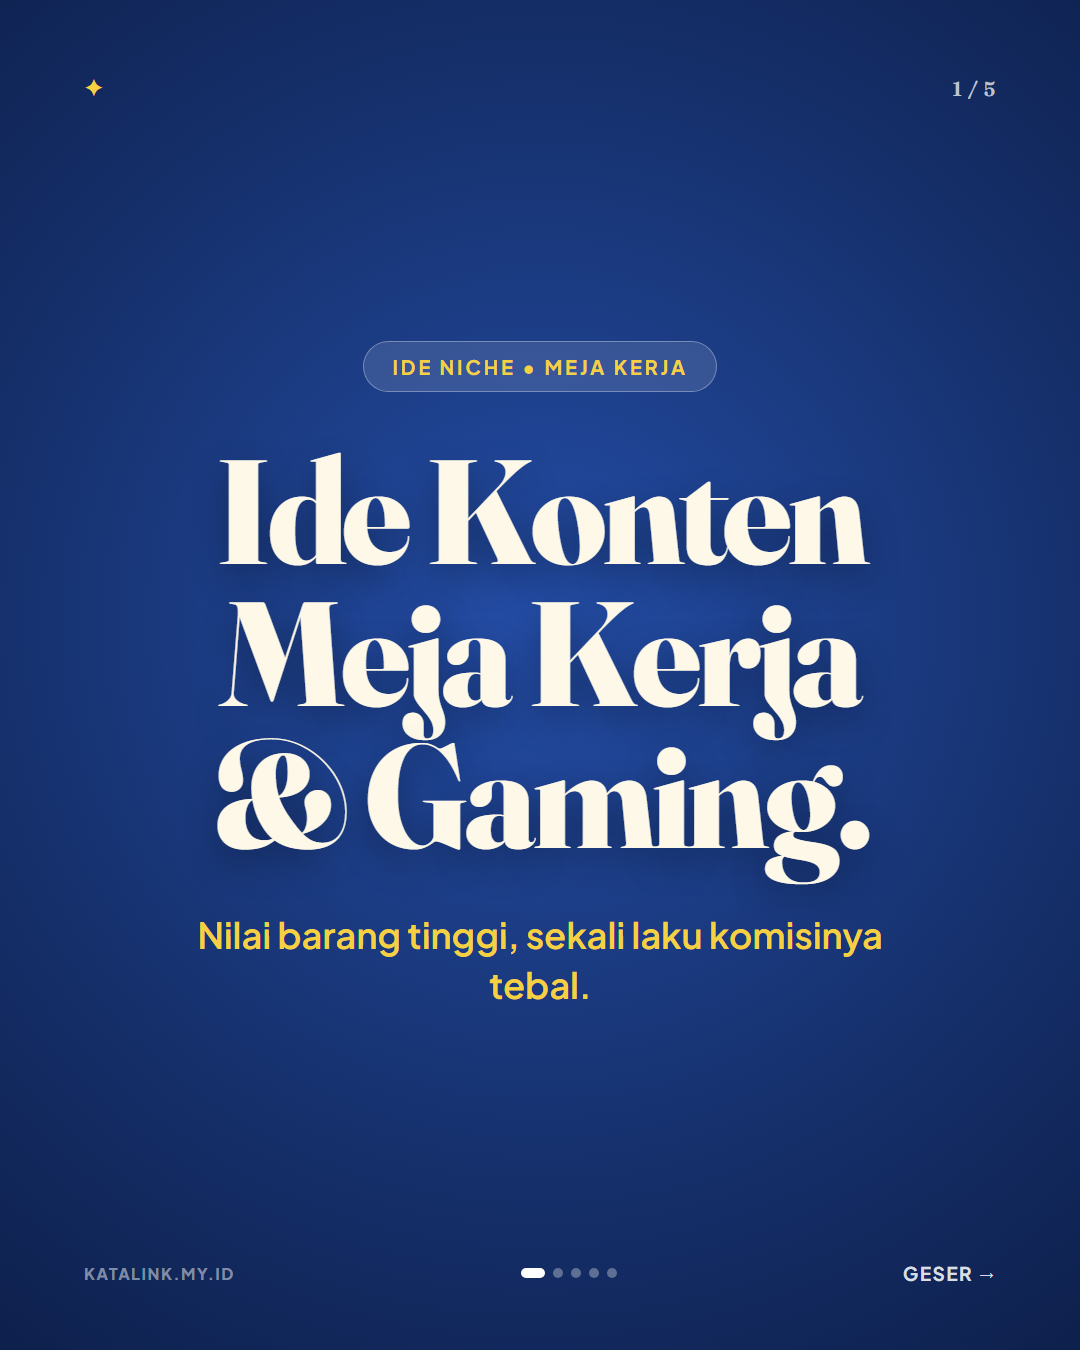 1 / 5
IDE NICHE • MEJA KERJA
Ide Konten
Meja Kerja
& Gaming.
Nilai barang tinggi, sekali laku komisinya
tebal.
KATALINK.MY.ID
GESER →